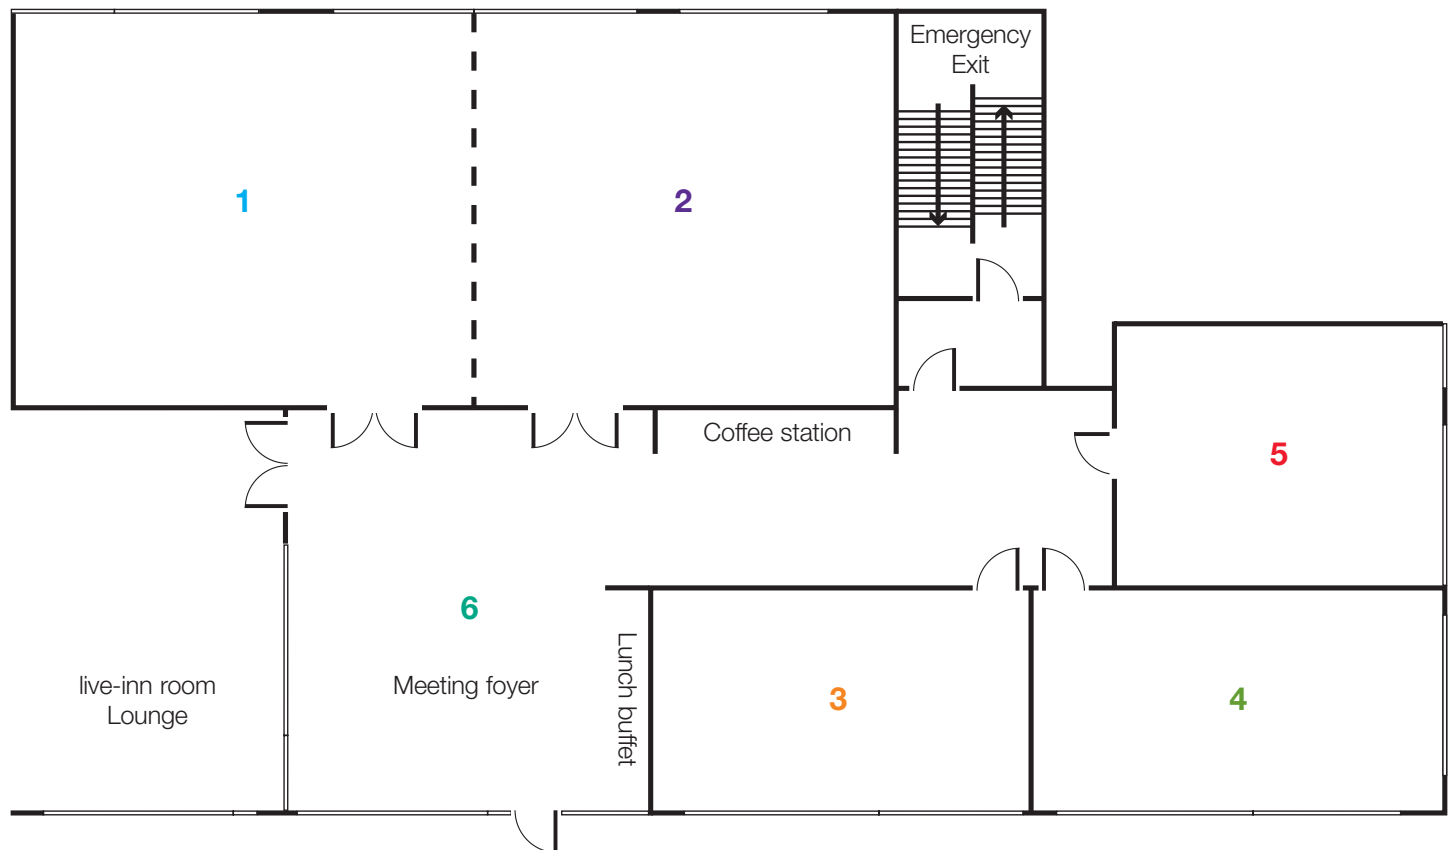 Emergency
Exit
1
2
Coffee station
5
6
Lunch buffet
live-inn room
Lounge
Meeting foyer
3
4